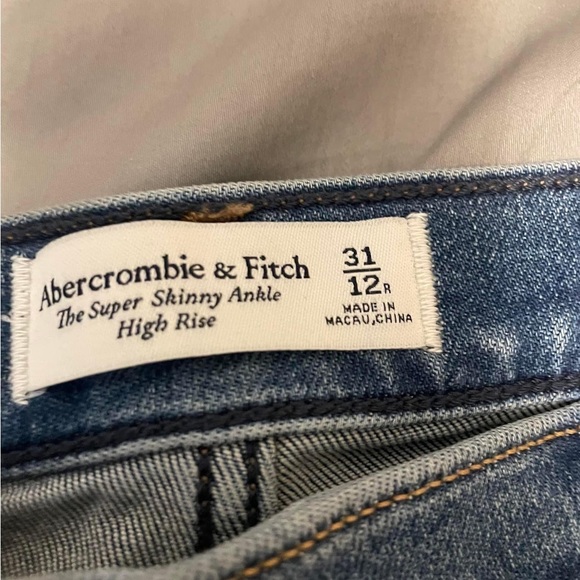 Abercrombie & Fitch
The Super Skinny Ankle
High Rise
31
12R
MADE IN
MACAU,CHINA